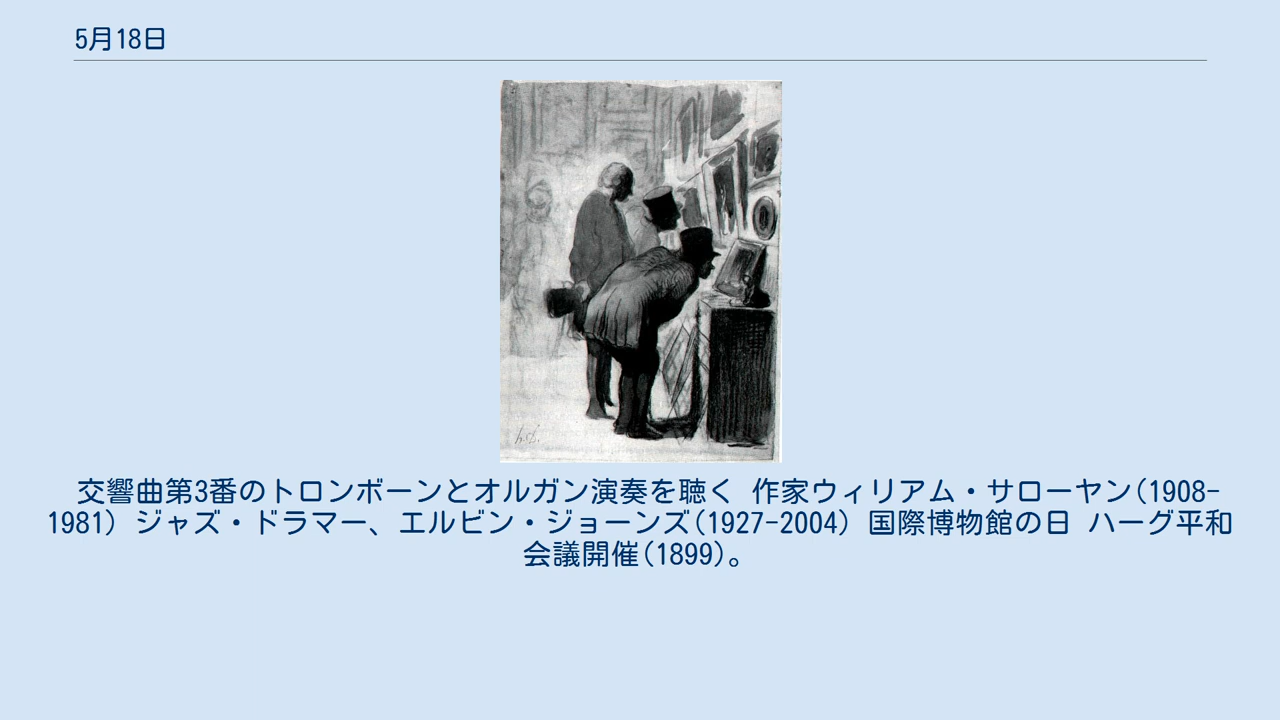 5月18日
h.D.
交響曲第3番のトロンボーンとオルガン演奏を聴く 作家ウィリアム・サローヤン(1908-
1981) ジャズ・ドラマー、エルビン・ジョーンズ(1927-2004) 国際博物館の日 ハーグ平和
会議開催(1899)。